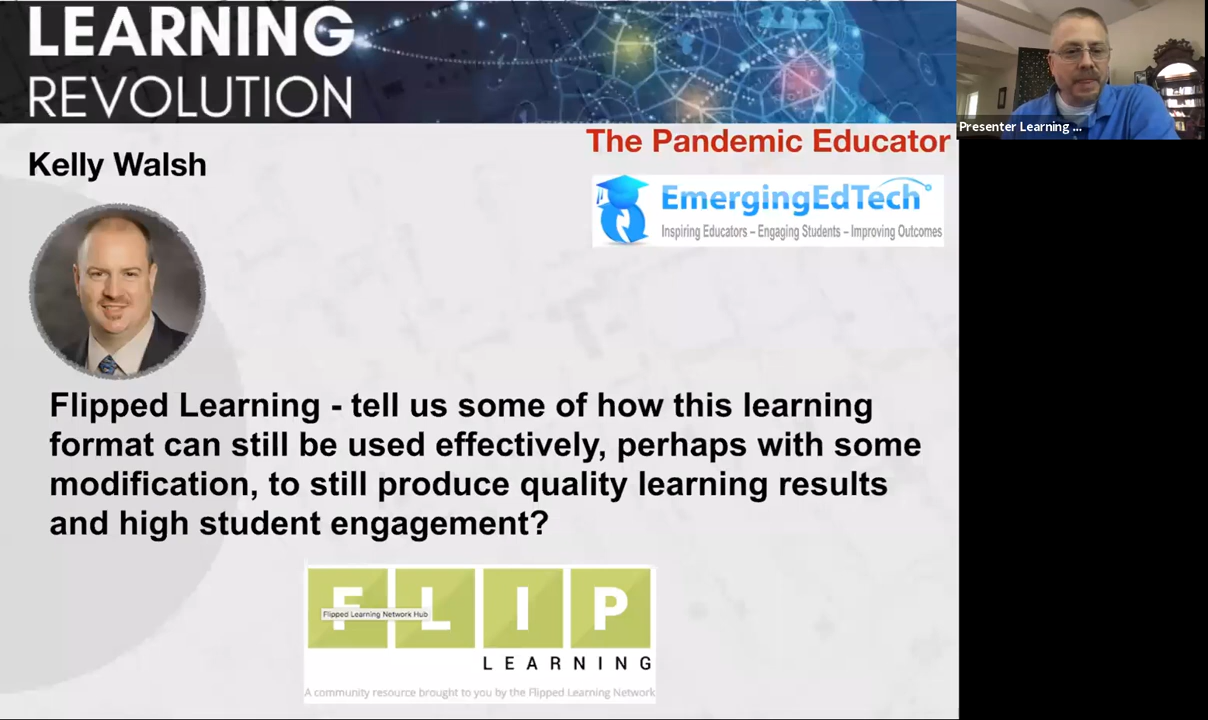 LEARNING
REVOLUTION
Presenter Learning ...
The Pandemic Educator
Kelly Walsh
EmergingEdTech
Inspiring Educators – Engaging Students – Improving Outcomes
Flipped Learning - tell us some of how this learning
format can still be used effectively, perhaps with some
modification, to still produce quality learning results
and high student engagement?
FLIP
Flipped Learning Network Hub
LEARNING
A community resource brought to you by the Flipped Learning Network